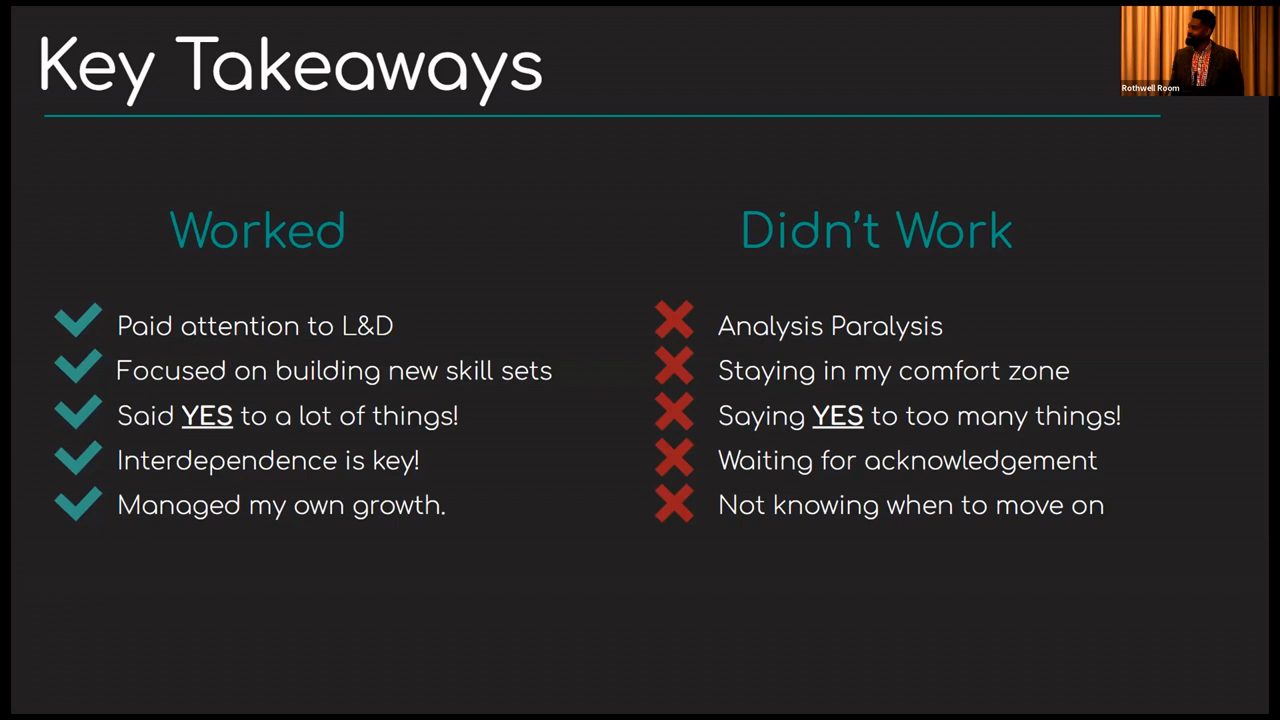 Key Takeaways
Rothwell Room
Worked
Paid attention to L&D
Focused on building new skill sets
Said YES to a lot of things!
Interdependence is key!
Managed my own growth.
Didn't Work
Analysis Paralysis
Staying in my comfort zone
Saying YES to too many things!
Waiting for acknowledgement
Not knowing when to move on